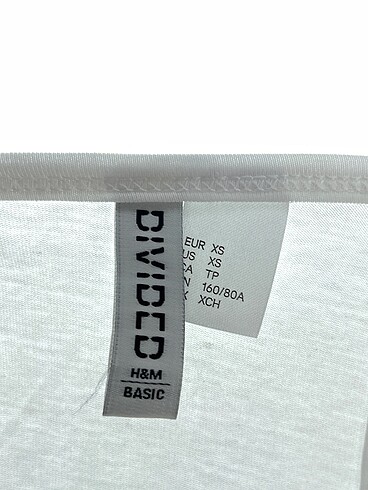 DIVIDED
H&M
BASIC
EUR XS
US XS
CA TP
160/80A
XCH